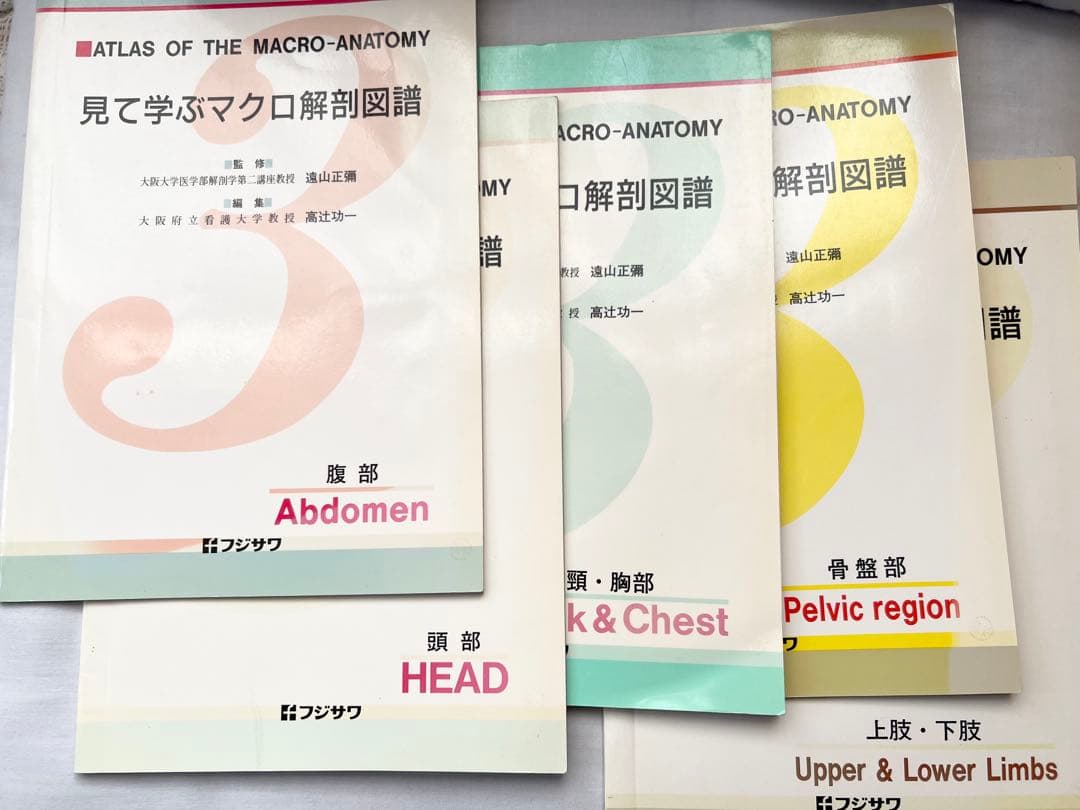 ATLAS OF THE MACRO-ANATOMY
見て学ぶマクロ解剖図譜
監修
大阪大学医学部解剖学第二講座教授 遠山正彌
編集
大阪府立看護大学教授 高辻功一
3
腹部
Abdomen
フジサワ
MY
譜
頭部
HEAD
フジサワ
ACRO-ANATOMY
ロ解剖図譜
教授 遠山正彌
授 高辻功一
頸・胸部
k & Chest
RO-ANATOMY
解剖図譜
遠山正彌
高辻功一
骨盤部
Pelvic region
ワ
OMY
譜
上肢・下肢
Upper & Lower Limbs
フジサワ